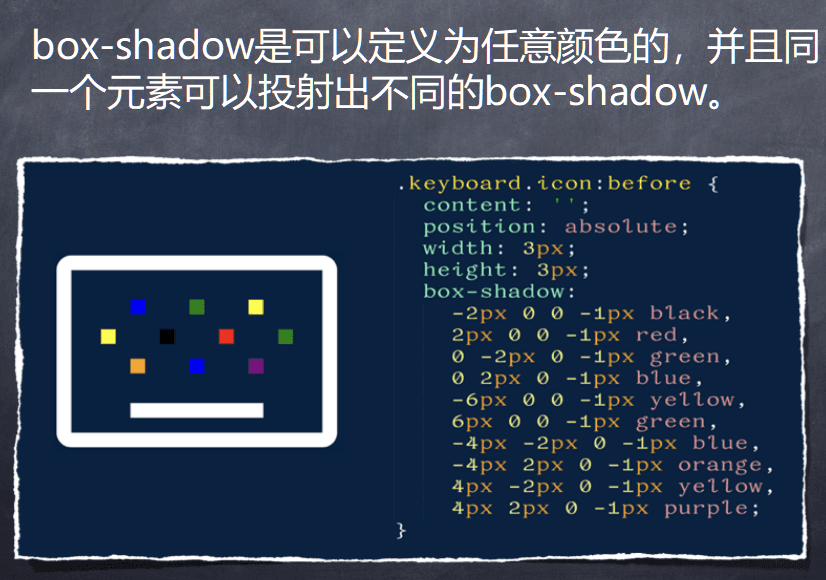 box-shadow是可以定义为任意颜色的，并且同
一个元素可以投射出不同的box-shadow。
.keyboard.icon:before {
content: '';
position: absolute;
width: 3px;
height: 3px;
box-shadow:
-2px 0 0 -1px black,
2px 0 0 -1px red,
0 -2px 0 -1px green,
0 2px 0 -1px blue,
-6px 0 0 -1px yellow,
6px 0 0 -1px green,
-4px -2px 0 -1px blue,
-4px 2px 0 -1px orange,
4px -2px 0 -1px yellow,
4px 2px 0 -1px purple;
}